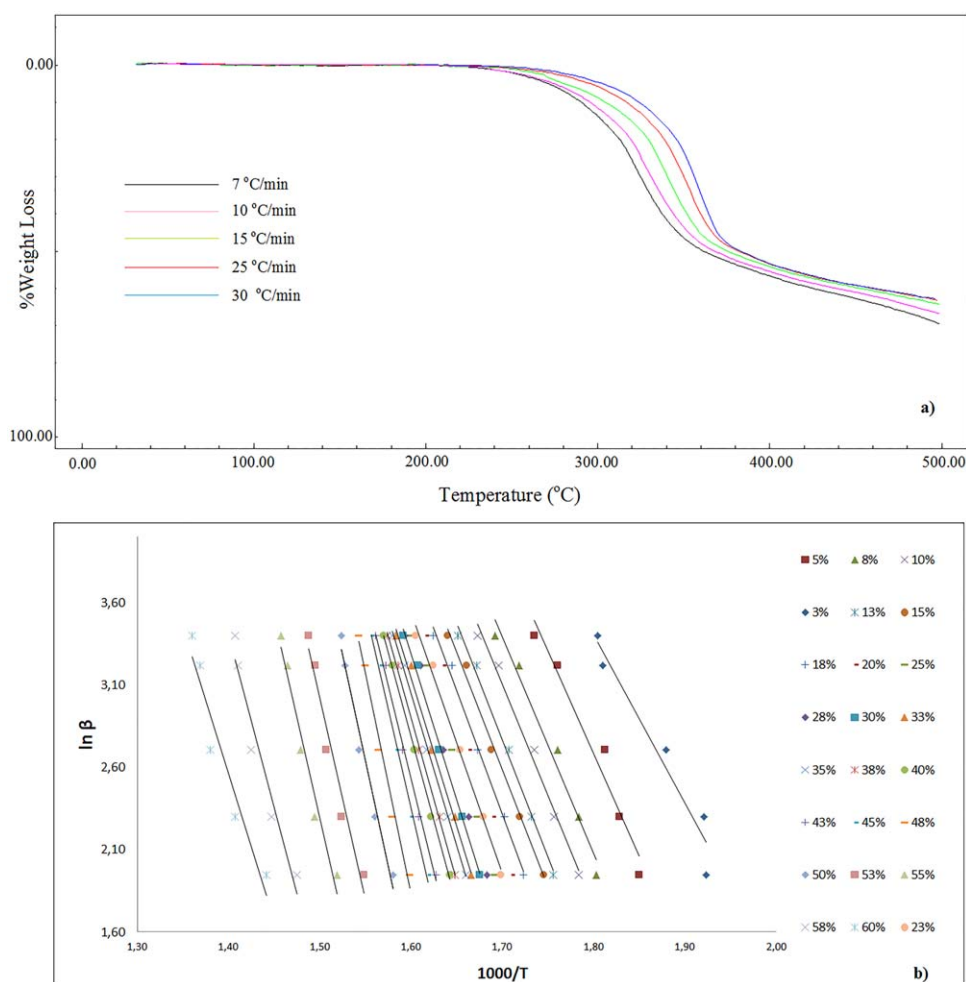 0.00
7 °C/min
10 °C/min
15 °C/min
25 °C/min
30 °C/min
%Weight Loss
a)
100.00
0.00 100.00 200.00 300.00 400.00 500.00
Temperature (°C)
3,60
3,10
2,60
2,10
1,60
ln β
1,30 1,40 1,50 1,60 1,70 1,80 1,90 2,00
1000/T
5% 8% 10%
3% 13% 15%
18% 20% 25%
28% 30% 33%
35% 38% 40%
43% 45% 48%
50% 53% 55%
58% 60% 23%
b)